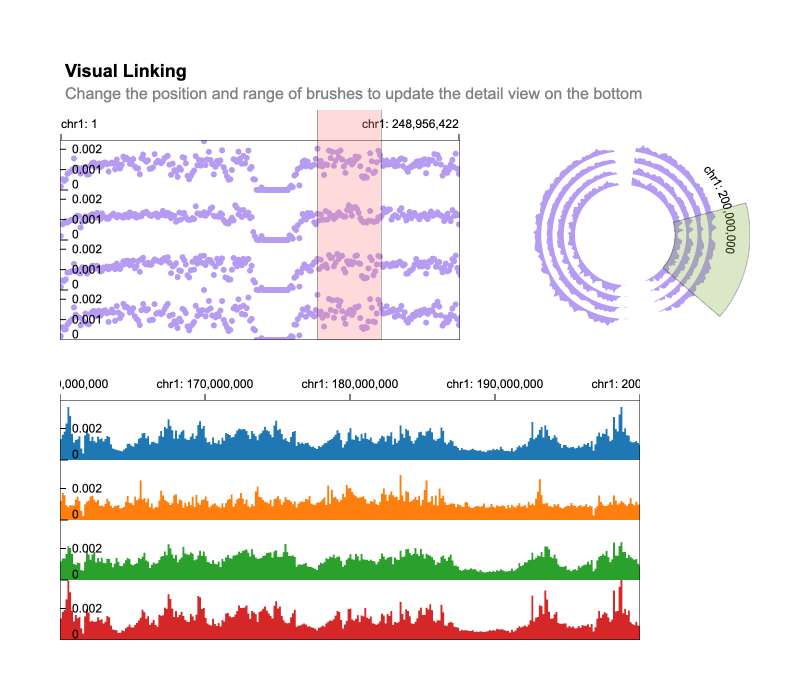 Visual Linking
Change the position and range of brushes to update the detail view on the bottom
chr1: 1
chr1: 248,956,422
0.002
0.001
0
0.002
0.001
0
0.002
0.001
0
0.002
0.001
0
chr1: 200,000,000
0,000,000
chr1: 170,000,000
chr1: 180,000,000
chr1: 190,000,000
chr1: 200
0.002
0
0.002
0
0.002
0
0.002
0